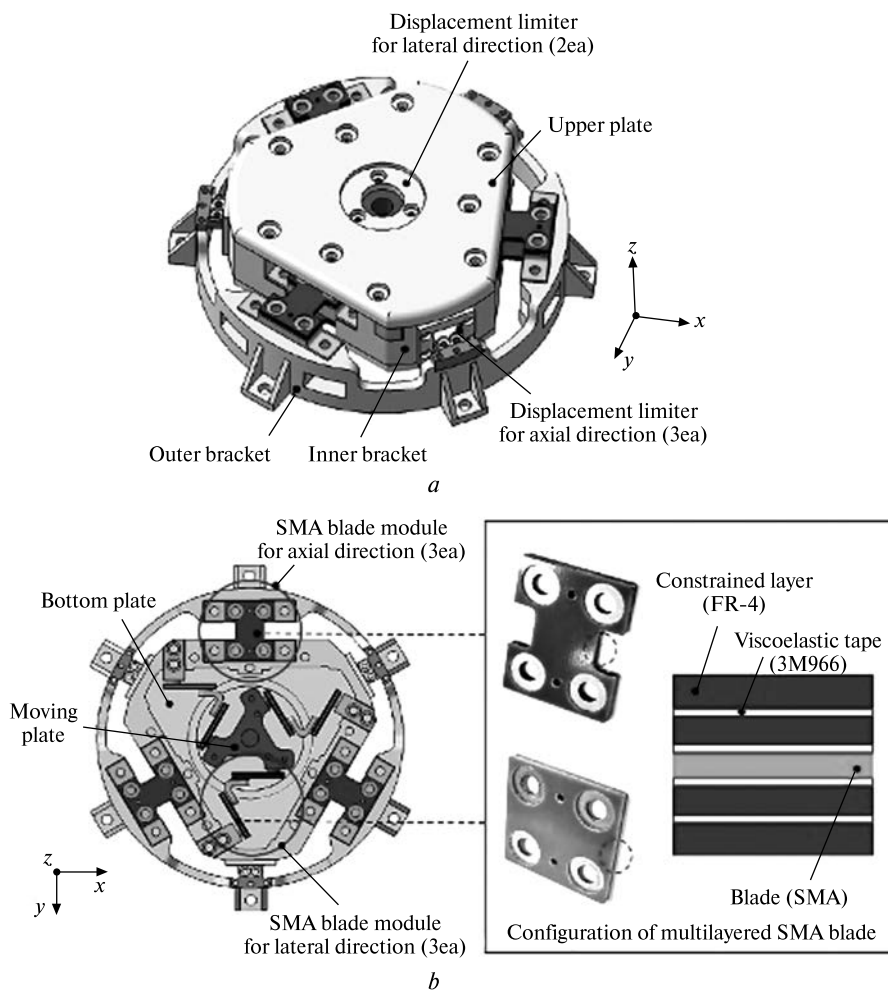 Displacement limiter
for lateral direction (2ea)
Upper plate
z
x
y
Displacement limiter
for axial direction (3ea)
Outer bracket
Inner bracket
a
SMA blade module
for axial direction (3ea)
Bottom plate
Constrained layer
(FR-4)
Viscoelastic tape
(3M966)
Moving
plate
z
x
y
Blade (SMA)
SMA blade module
for lateral direction (3ea)
Configuration of multilayered SMA blade
b